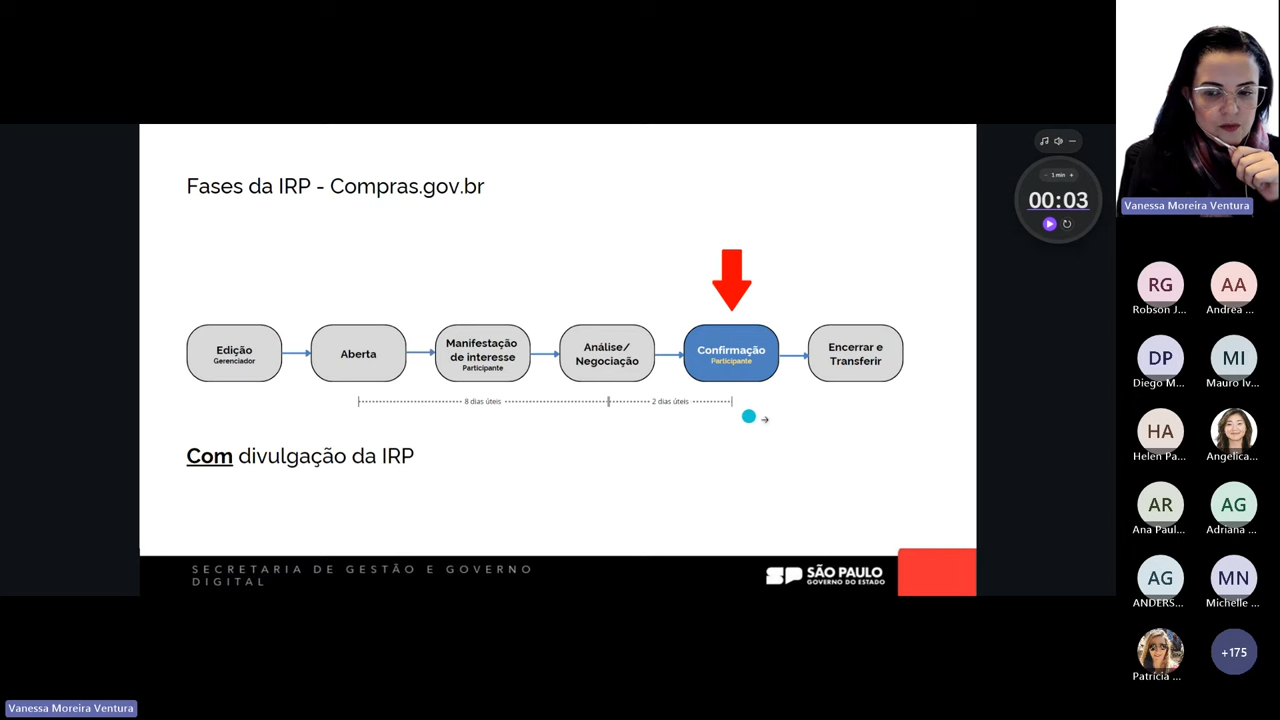 Fases da IRP - Compras.gov.br
Edição
Gerenciador
Aberta
Manifestação
de interesse
Participante
Análise/
Negociação
Confirmação
Participante
Encerrar e
Transferir
8 dias úteis
2 dias úteis
Com divulgação da IRP
SECRETARIA DE GESTÃO E GOVERNO
DIGITAL
SP SÃO PAULO
GOVERNO DO ESTADO
- 1 min +
00:03
Vanessa Moreira Ventura
RG
Robson J...
AA
Andrea ...
DP
Diego M...
MI
Mauro Iv...
HA
Helen Pa...
Angelica...
AR
Ana Paul...
AG
Adriana ...
AG
ANDERS...
MN
Michelle ...
Patrícia ...
+175
Vanessa Moreira Ventura